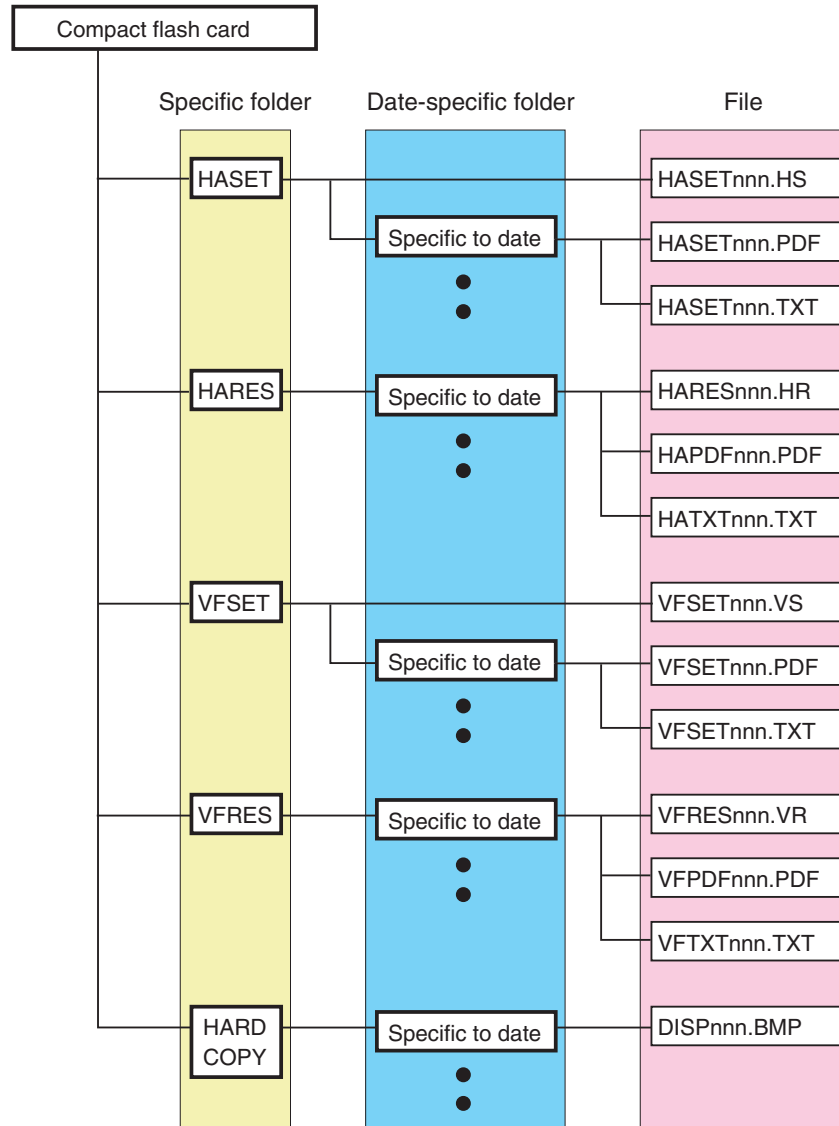 Compact flash card
Specific folder Date-specific folder File
HASET HASETnnn.HS
Specific to date HASETnnn.PDF
HASETnnn.TXT
HARES Specific to date HARESnnn.HR
HAPDFnnn.PDF
HATXTnnn.TXT
VFSET VFSETnnn.VS
Specific to date VFSETnnn.PDF
VFSETnnn.TXT
VFRES Specific to date VFRESnnn.VR
VFPDFnnn.PDF
VFTXTnnn.TXT
HARD Specific to date DISPnnn.BMP
COPY